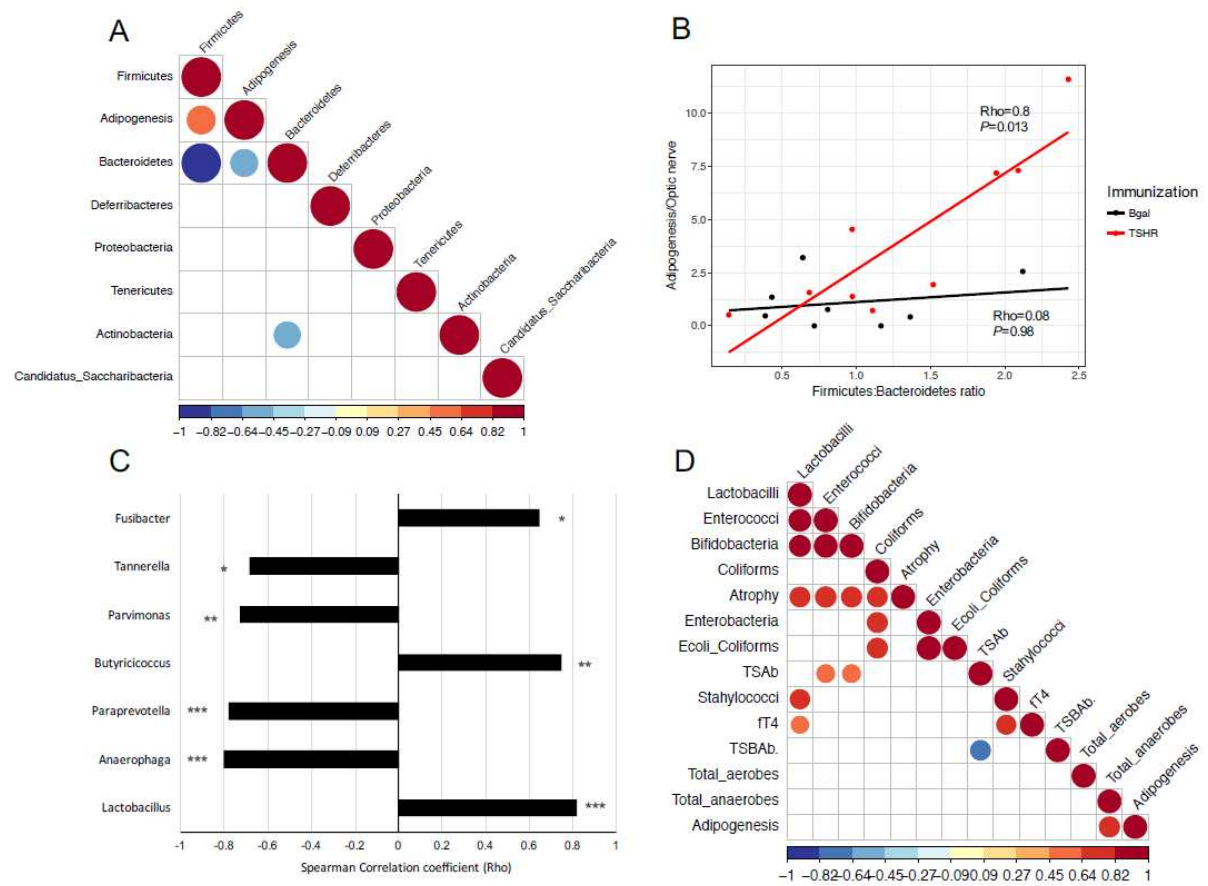 A
Firmicutes
Adipogenesis
Bacteroidetes
Deferribacteres
Proteobacteria
Tenericutes
Actinobacteria
Candidatus_Saccharibacteria
Firmicutes
Adipogenesis
Bacteroidetes
Deferribacteres
Proteobacteria
Tenericutes
Actinobacteria
Candidatus_Saccharibacteria
-1 -0.82 -0.64 -0.45 -0.27 -0.09 0.09 0.27 0.45 0.64 0.82 1
B
Adipogenesis/Optic nerve
10.0
7.5
5.0
2.5
0.0
Rho=0.8
P=0.013
Rho=0.08
P=0.98
0.5 1.0 1.5 2.0 2.5
Firmicutes:Bacteroidetes ratio
Immunization
Bgal
TSHR
C
Fusibacter *
Tannerella *
Parvimonas **
Butyricicoccus **
Paraprevotella ***
Anaerophaga ***
Lactobacillus ***
-1 -0.8 -0.6 -0.4 -0.2 0 0.2 0.4 0.6 0.8 1
Spearman Correlation coefficient (Rho)
D
Lactobacilli
Enterococci
Bifidobacteria
Coliforms
Atrophy
Enterobacteria
Ecoli_Coliforms
TSAb
Stahylococci
fT4
TSBAb.
Total_aerobes
Total_anaerobes
Adipogenesis
Lactobacilli
Enterococci
Bifidobacteria
Coliforms
Atrophy
Enterobacteria
Ecoli_Coliforms
TSAb
Stahylococci
fT4
TSBAb.
Total_aerobes
Total_anaerobes
Adipogenesis
-1 -0.82 -0.64 -0.45 -0.27 -0.09 0.09 0.27 0.45 0.64 0.82 1